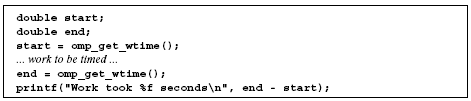 double start;
double end;
start = omp_get_wtime();
... work to be timed ...
end = omp_get_wtime();
printf("Work took %f seconds\n", end - start);